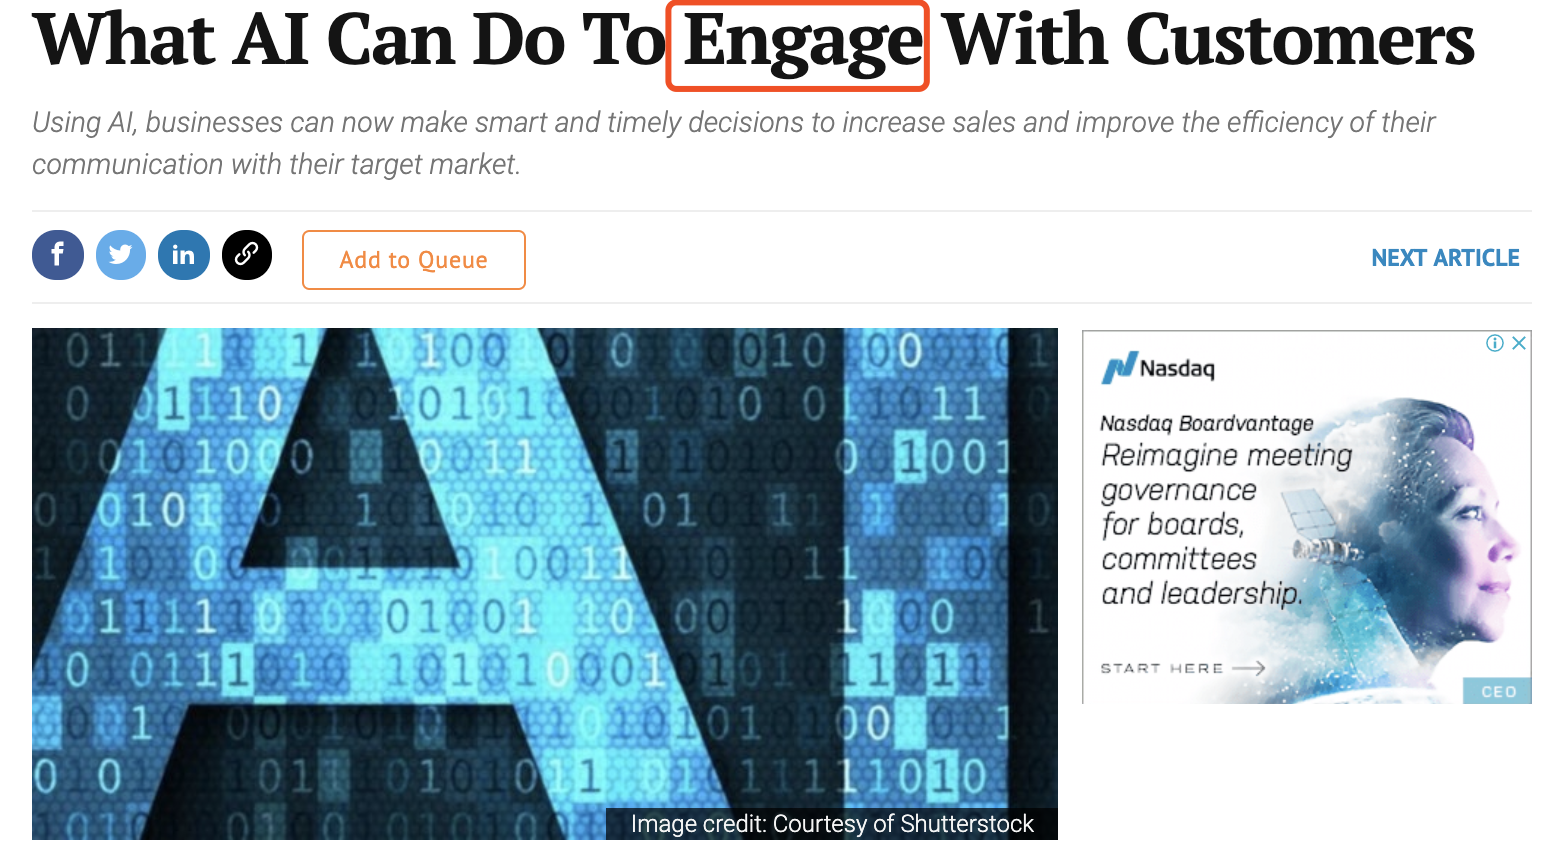 What AI Can Do To Engage With Customers
Using AI, businesses can now make smart and timely decisions to increase sales and improve the efficiency of their
communication with their target market.
Add to Queue
NEXT ARTICLE
Nasdaq
Nasdaq Boardvantage
Reimagine meeting
governance
for boards,
committees
and leadership.
START HERE
CEO
AI
Image credit: Courtesy of Shutterstock